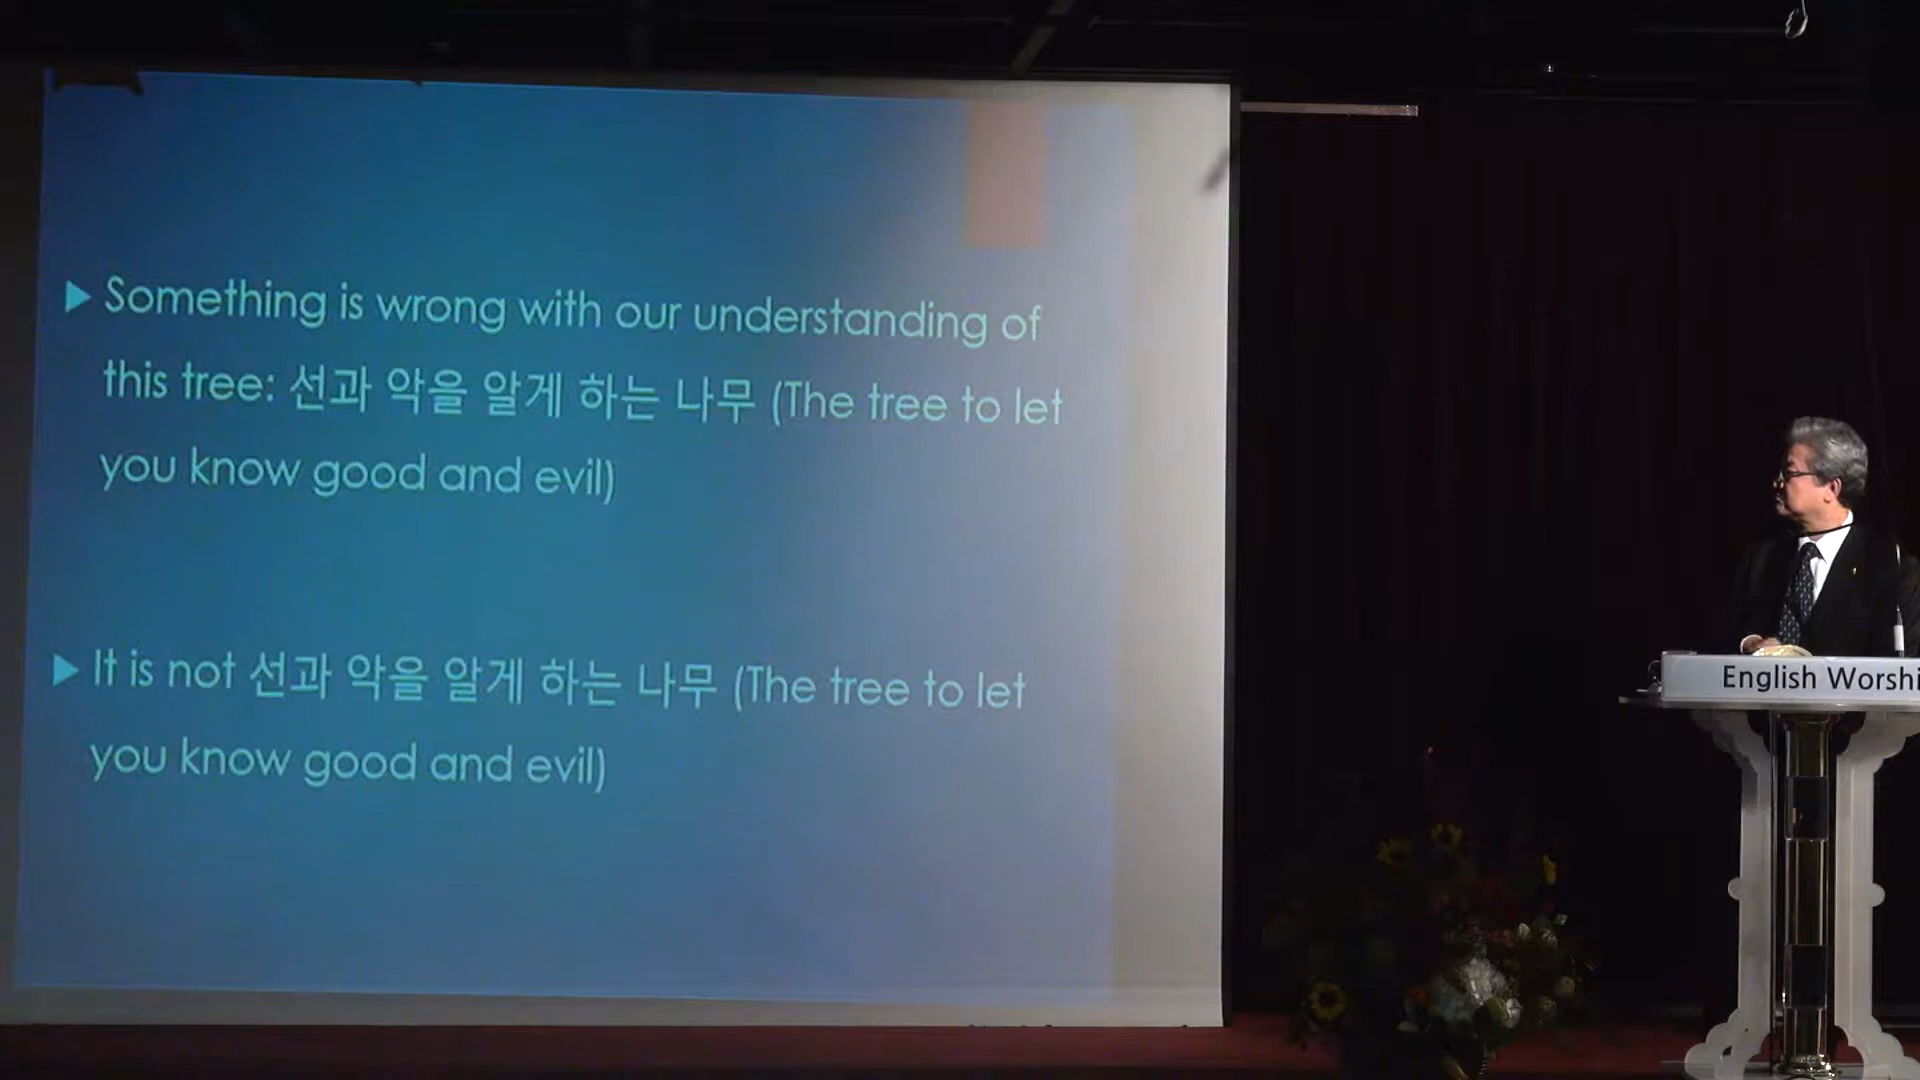 Something is wrong with our understanding of
this tree: 선과 악을 알게 하는 나무 (The tree to let
you know good and evil)
It is not 선과 악을 알게 하는 나무 (The tree to let
you know good and evil)
English Worshi